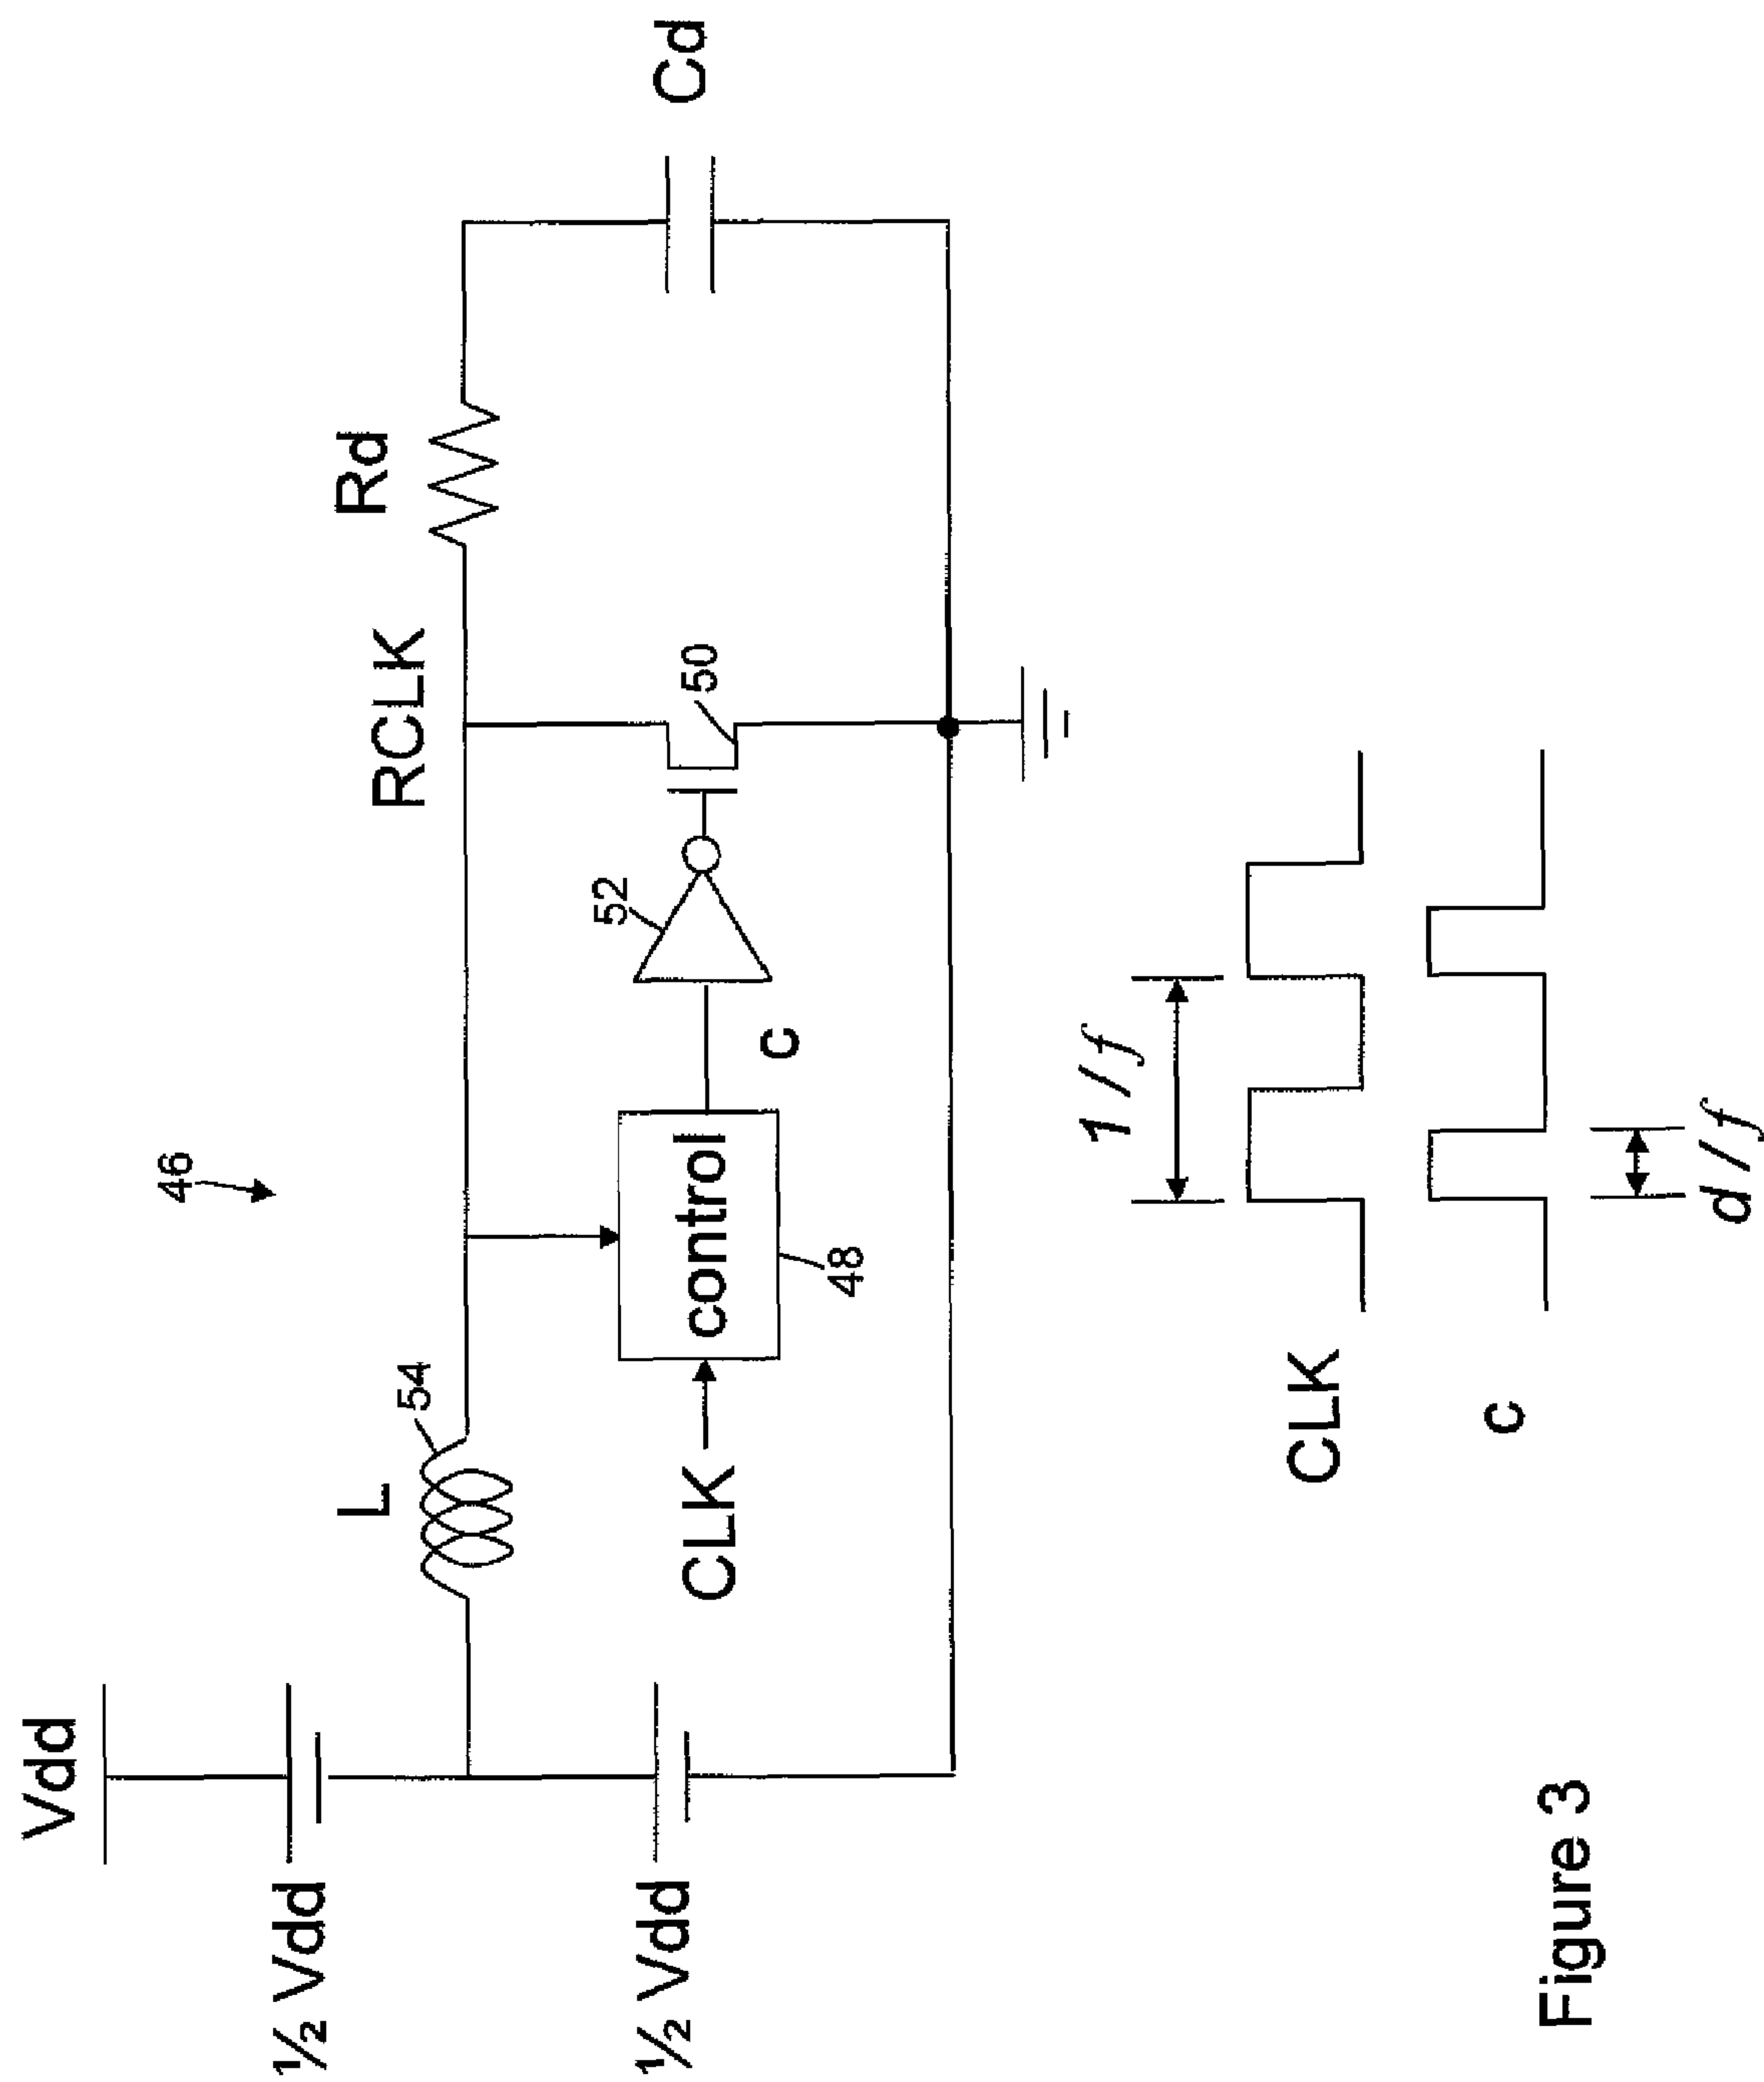 46
Vdd
½ Vdd
L
54
RCLK
Rd
½ Vdd
CLK
control
48
c
52
50
Cd
1/f
CLK
c
d/f
Figure 3